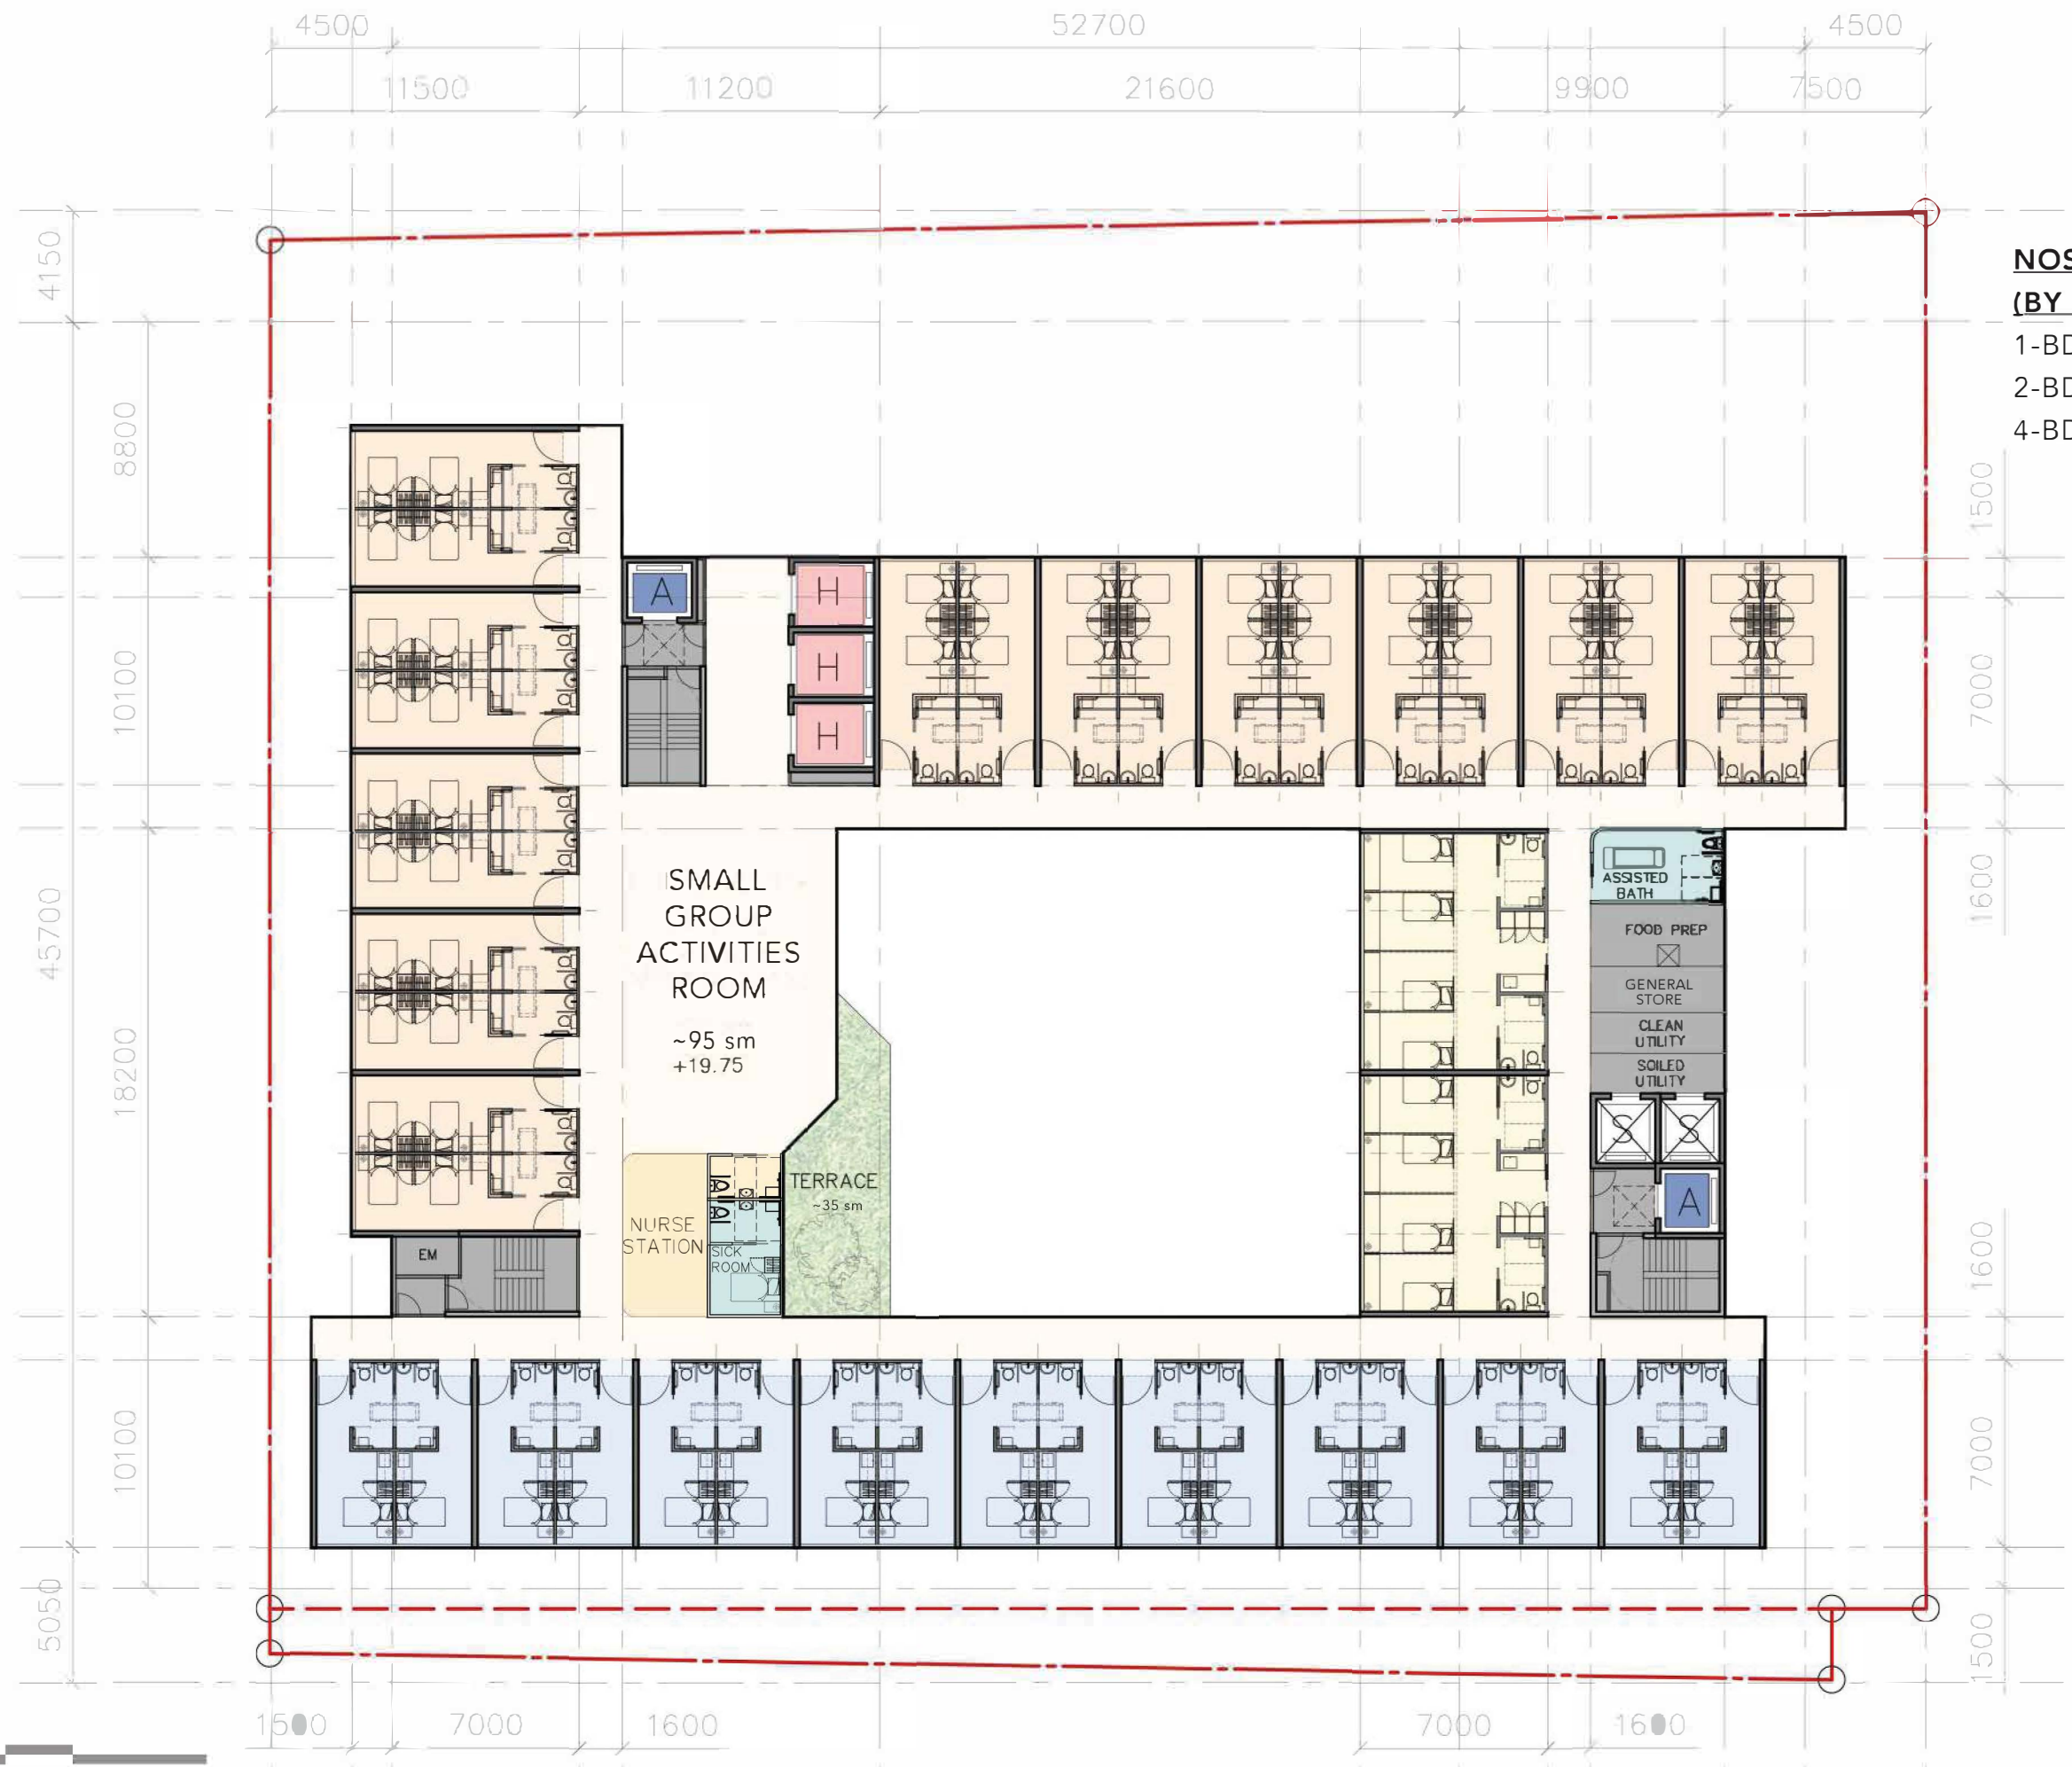 4500
52700
4500
11500
11200
21600
9900
7500
4150
8800
10100
45700
18200
10100
5050
NOS
(BY
1-BD
2-BD
4-BD
A
H
H
H
SMALL
GROUP
ACTIVITIES
ROOM
~95 sm
+19.75
ASSISTED
BATH
FOOD PREP
GENERAL
STORE
CLEAN
UTILITY
SOILED
UTILITY
S
S
A
TERRACE
~35 sm
NURSE
STATION
SICK
ROOM
EM
1500
7000
1600
1600
7000
1500
1500
7000
1600
7000
1600